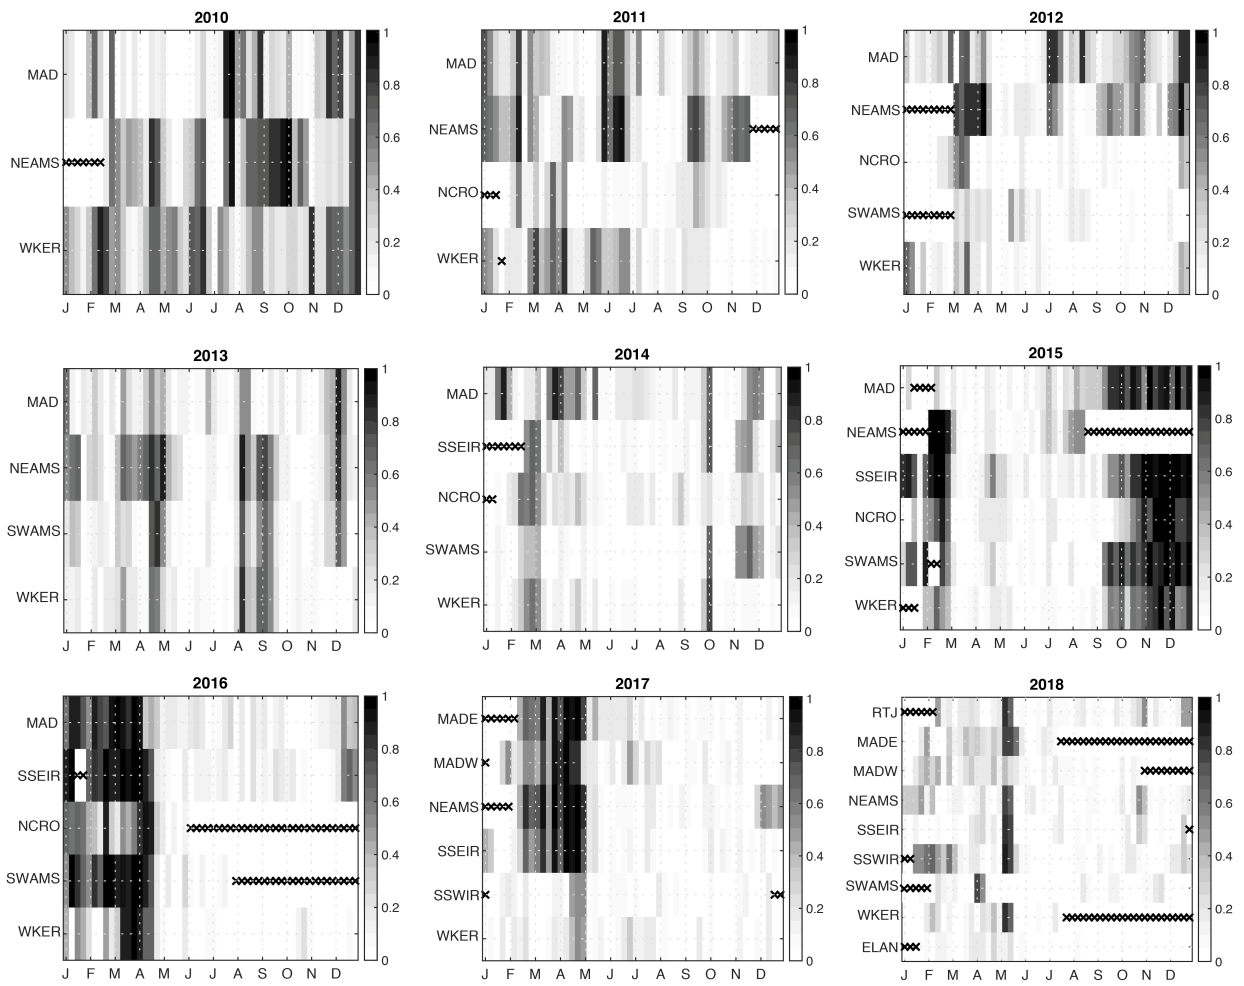 2010
MAD
NEAMS
WKER
J F M A M J J A S O N D
1
0.8
0.6
0.4
0.2
0
2011
MAD
NEAMS
NCRO
WKER
J F M A M J J A S O N D
1
0.8
0.6
0.4
0.2
0
2012
MAD
NEAMS
NCRO
SWAMS
WKER
J F M A M J J A S O N D
1
0.8
0.6
0.4
0.2
0
2013
MAD
NEAMS
SWAMS
WKER
J F M A M J J A S O N D
1
0.8
0.6
0.4
0.2
0
2014
MAD
SSEIR
NCRO
SWAMS
WKER
J F M A M J J A S O N D
1
0.8
0.6
0.4
0.2
0
2015
MAD
NEAMS
SSEIR
NCRO
SWAMS
WKER
J F M A M J J A S O N D
1
0.8
0.6
0.4
0.2
0
2016
MAD
SSEIR
NCRO
SWAMS
WKER
J F M A M J J A S O N D
1
0.8
0.6
0.4
0.2
0
2017
MADE
MADW
NEAMS
SSEIR
SSWIR
WKER
J F M A M J J A S O N D
1
0.8
0.6
0.4
0.2
0
2018
RTJ
MADE
MADW
NEAMS
SSEIR
SSWIR
SWAMS
WKER
ELAN
J F M A M J J A S O N D
1
0.8
0.6
0.4
0.2
0